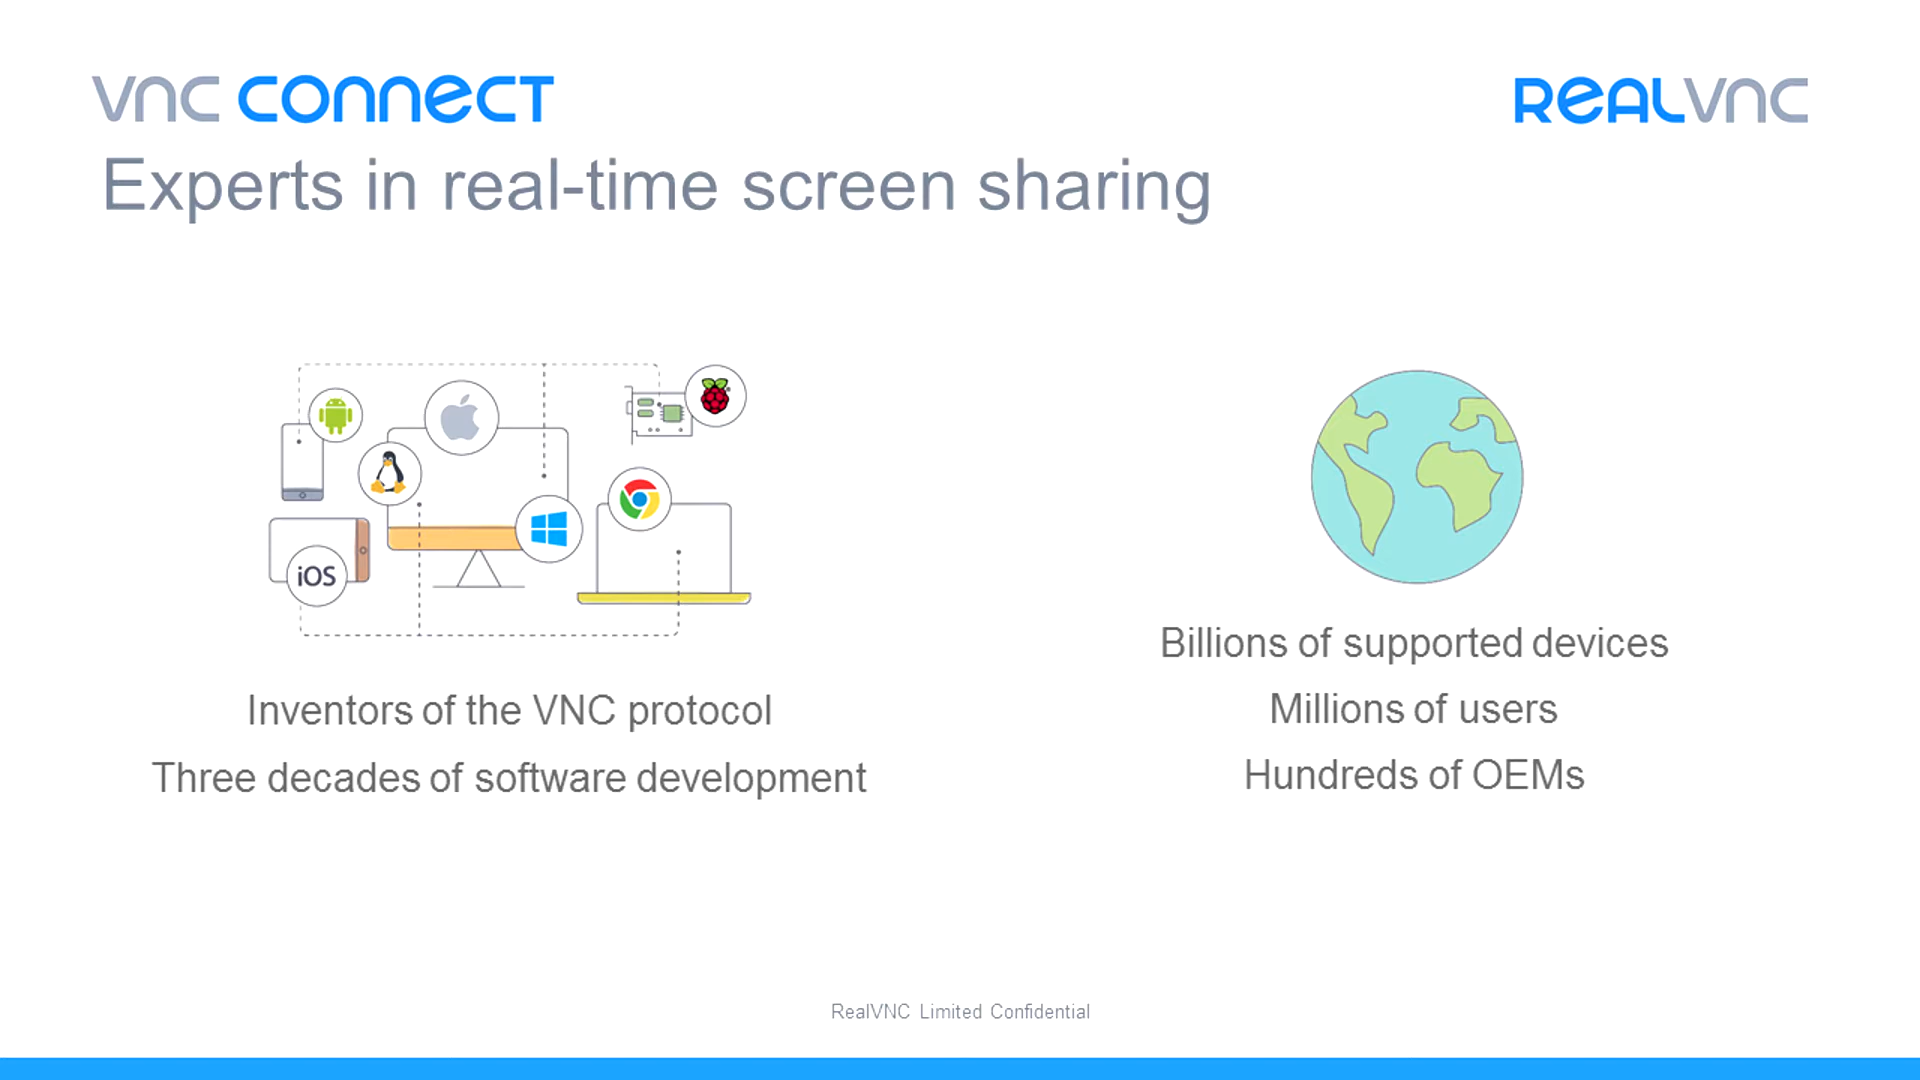 vnc connect
RealVNC
Experts in real-time screen sharing
iOS
Inventors of the VNC protocol
Three decades of software development
Billions of supported devices
Millions of users
Hundreds of OEMs
RealVNC Limited Confidential